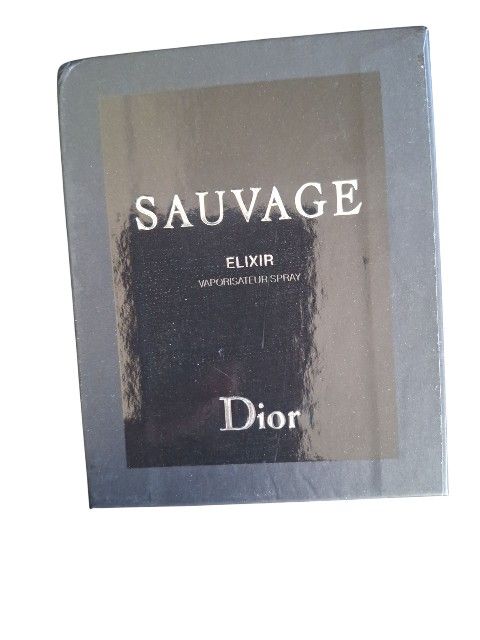 SAUVAGE
ELIXIR
VAPORISATEUR SPRAY
Dior